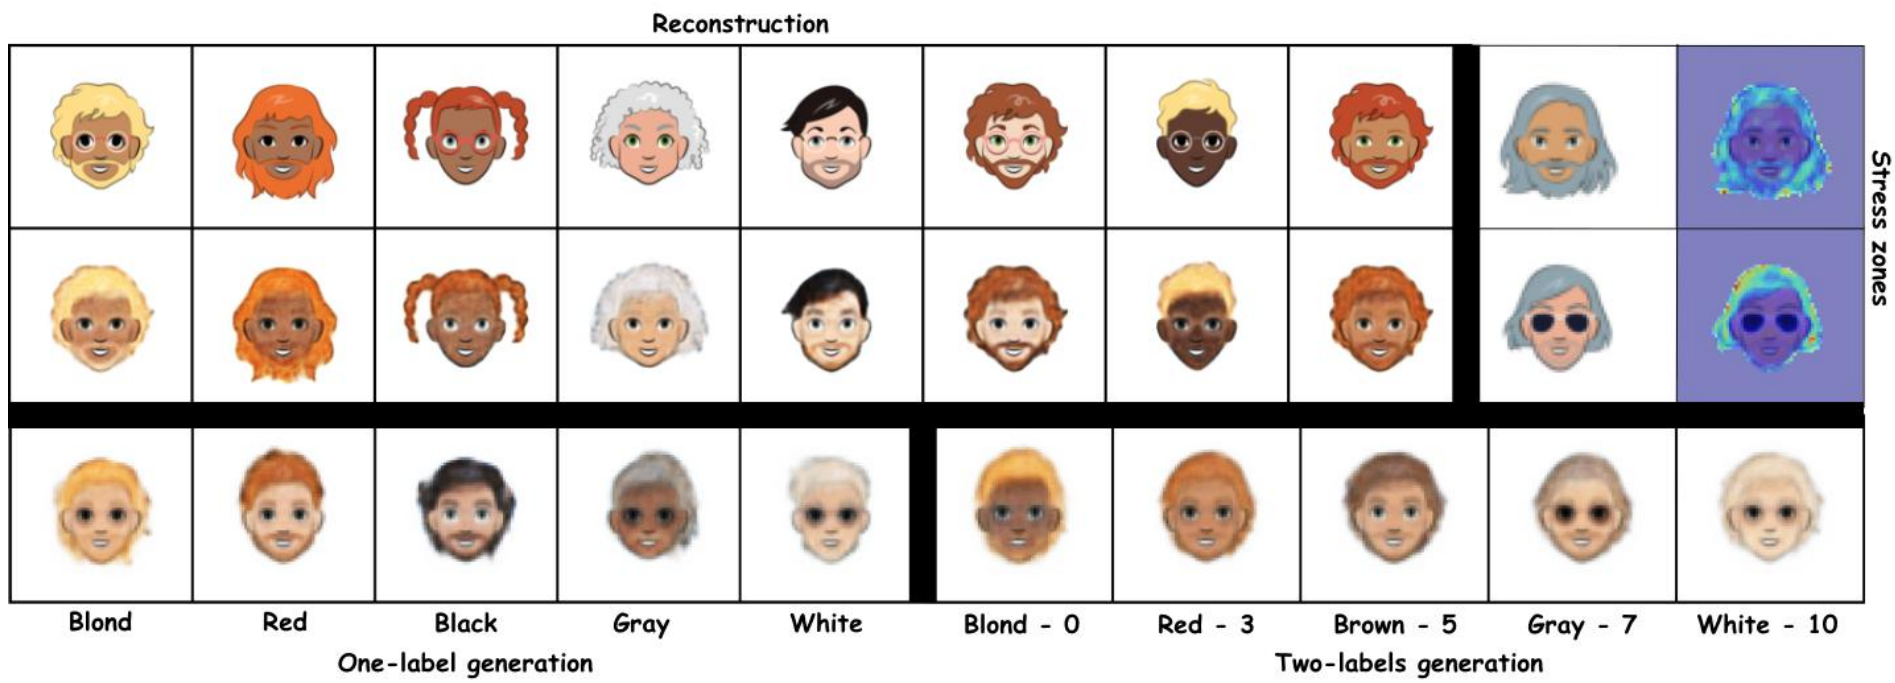 Reconstruction
Stress zones
Blond Red Black Gray White Blond - 0 Red - 3 Brown - 5 Gray - 7 White - 10
One-label generation Two-labels generation